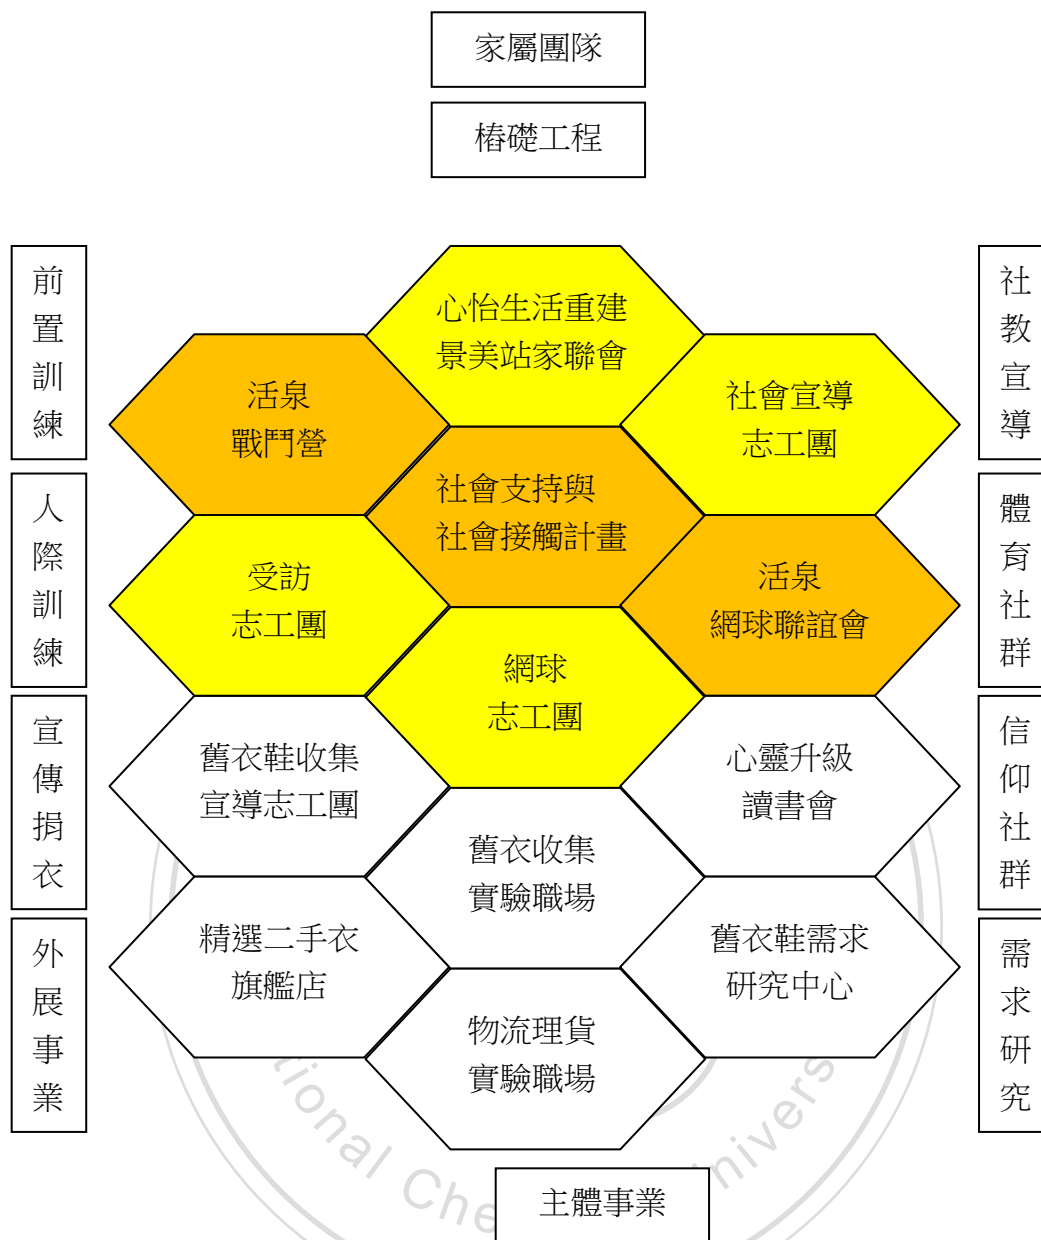 家屬團隊
樁礎工程
前置訓練
人際訓練
宣傳捐衣
外展事業
心怡生活重建
景美站家聯會
活泉
戰鬥營
社會宣導
志工團
社會支持與
社會接觸計畫
受訪
志工團
活泉
網球聯誼會
網球
志工團
舊衣鞋收集
宣導志工團
心靈升級
讀書會
舊衣收集
實驗職場
精選二手衣
旗艦店
舊衣鞋需求
研究中心
物流理貨
實驗職場
社教宣導
體育社群
信仰社群
需求研究
主體事業
tional Che
nivers